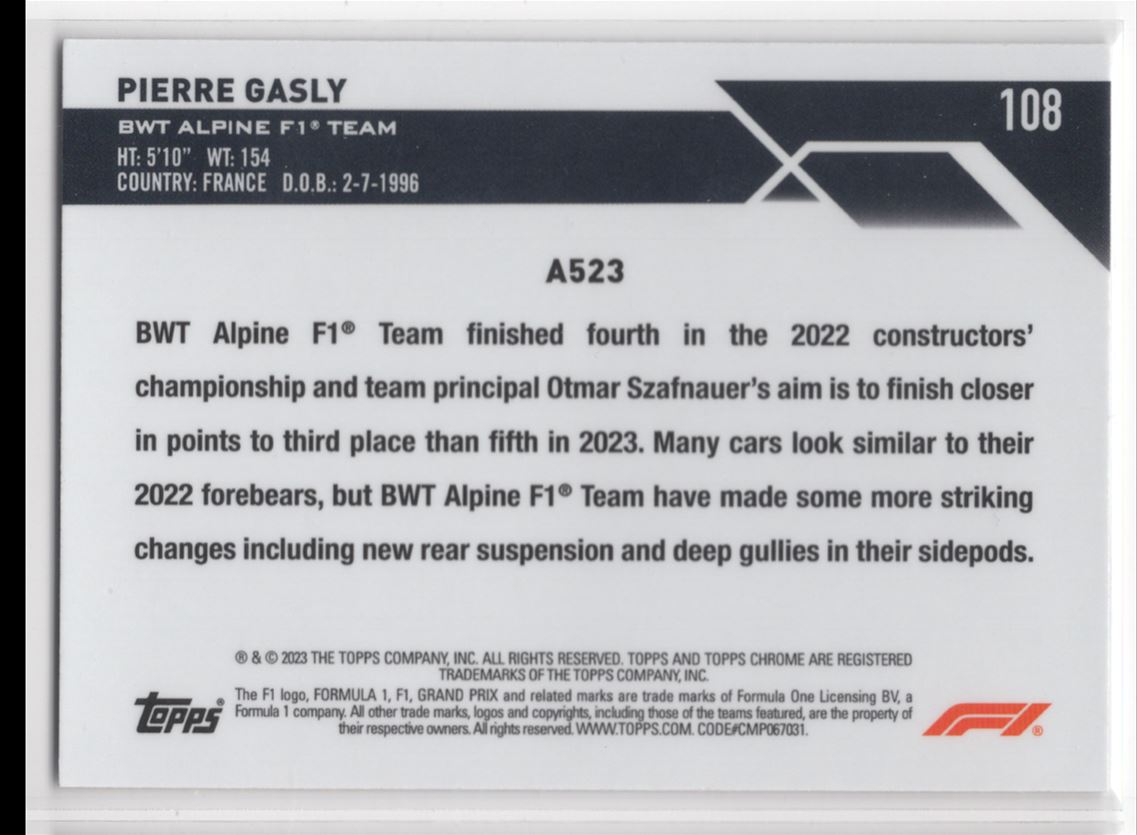 PIERRE GASLY
108
BWT ALPINE F1® TEAM
HT: 5'10" WT: 154
COUNTRY: FRANCE D.O.B.: 2-7-1996
A523
BWT Alpine F1® Team finished fourth in the 2022 constructors’
championship and team principal Otmar Szafnauer’s aim is to finish closer
in points to third place than fifth in 2023. Many cars look similar to their
2022 forebears, but BWT Alpine F1® Team have made some more striking
changes including new rear suspension and deep gullies in their sidepods.
® & © 2023 THE TOPPS COMPANY, INC. ALL RIGHTS RESERVED. TOPPS AND TOPPS CHROME ARE REGISTERED
TRADEMARKS OF THE TOPPS COMPANY, INC.
The F1 logo, FORMULA 1, F1, GRAND PRIX and related marks are trade marks of Formula One Licensing BV, a
Formula 1 company. All other trade marks, logos and copyrights, including those of the teams featured, are the property of
their respective owners. All rights reserved. WWW.TOPPS.COM. CODE#CMP067031.
topps®
F1®